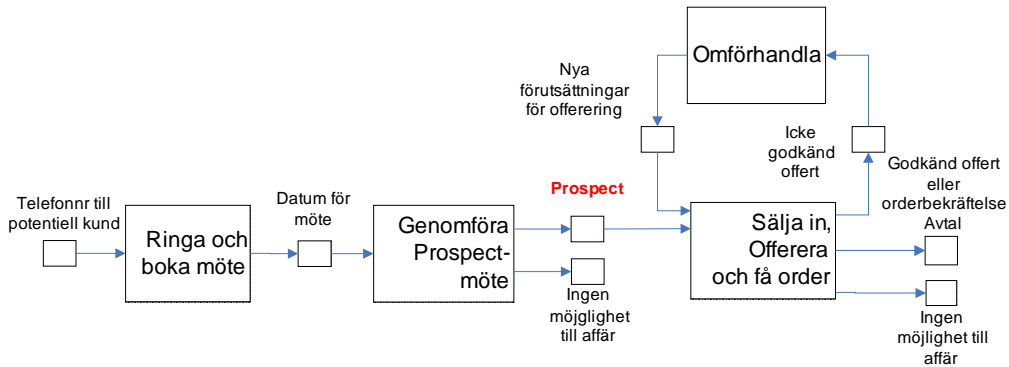 Omförhandla
Nya
förutsättningar
för offerering
Icke
godkänd
offert
Godkänd offert
eller
orderbekräftelse
Avtal
Telefonnr till
potentiell kund
Ringa och
boka möte
Datum för
möte
Genomföra
Prospect-
möte
Prospect
Ingen
möjglighet
till affär
Sälja in,
Offerera
och få order
Ingen
möjlighet till
affär